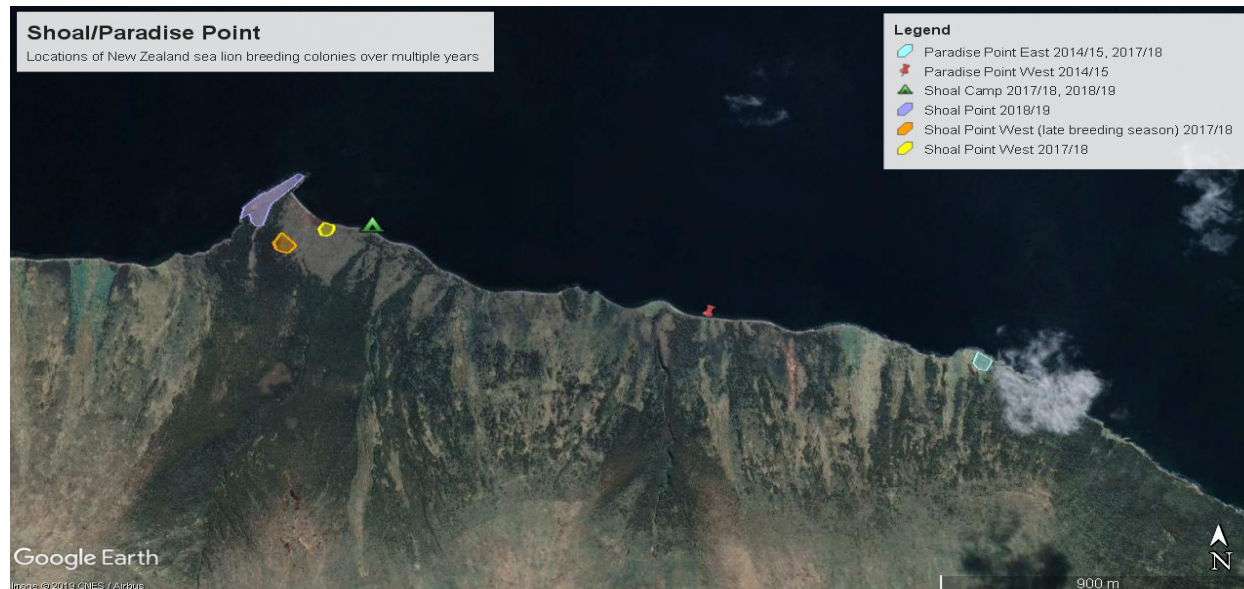 Shoal/Paradise Point
Locations of New Zealand sea lion breeding colonies over multiple years
Legend
Paradise Point East 2014/15, 2017/18
Paradise Point West 2014/15
Shoal Camp 2017/18, 2018/19
Shoal Point 2018/19
Shoal Point West (late breeding season) 2017/18
Shoal Point West 2017/18
Google Earth
Image © 2019 CNES / Airbus
N
900 m